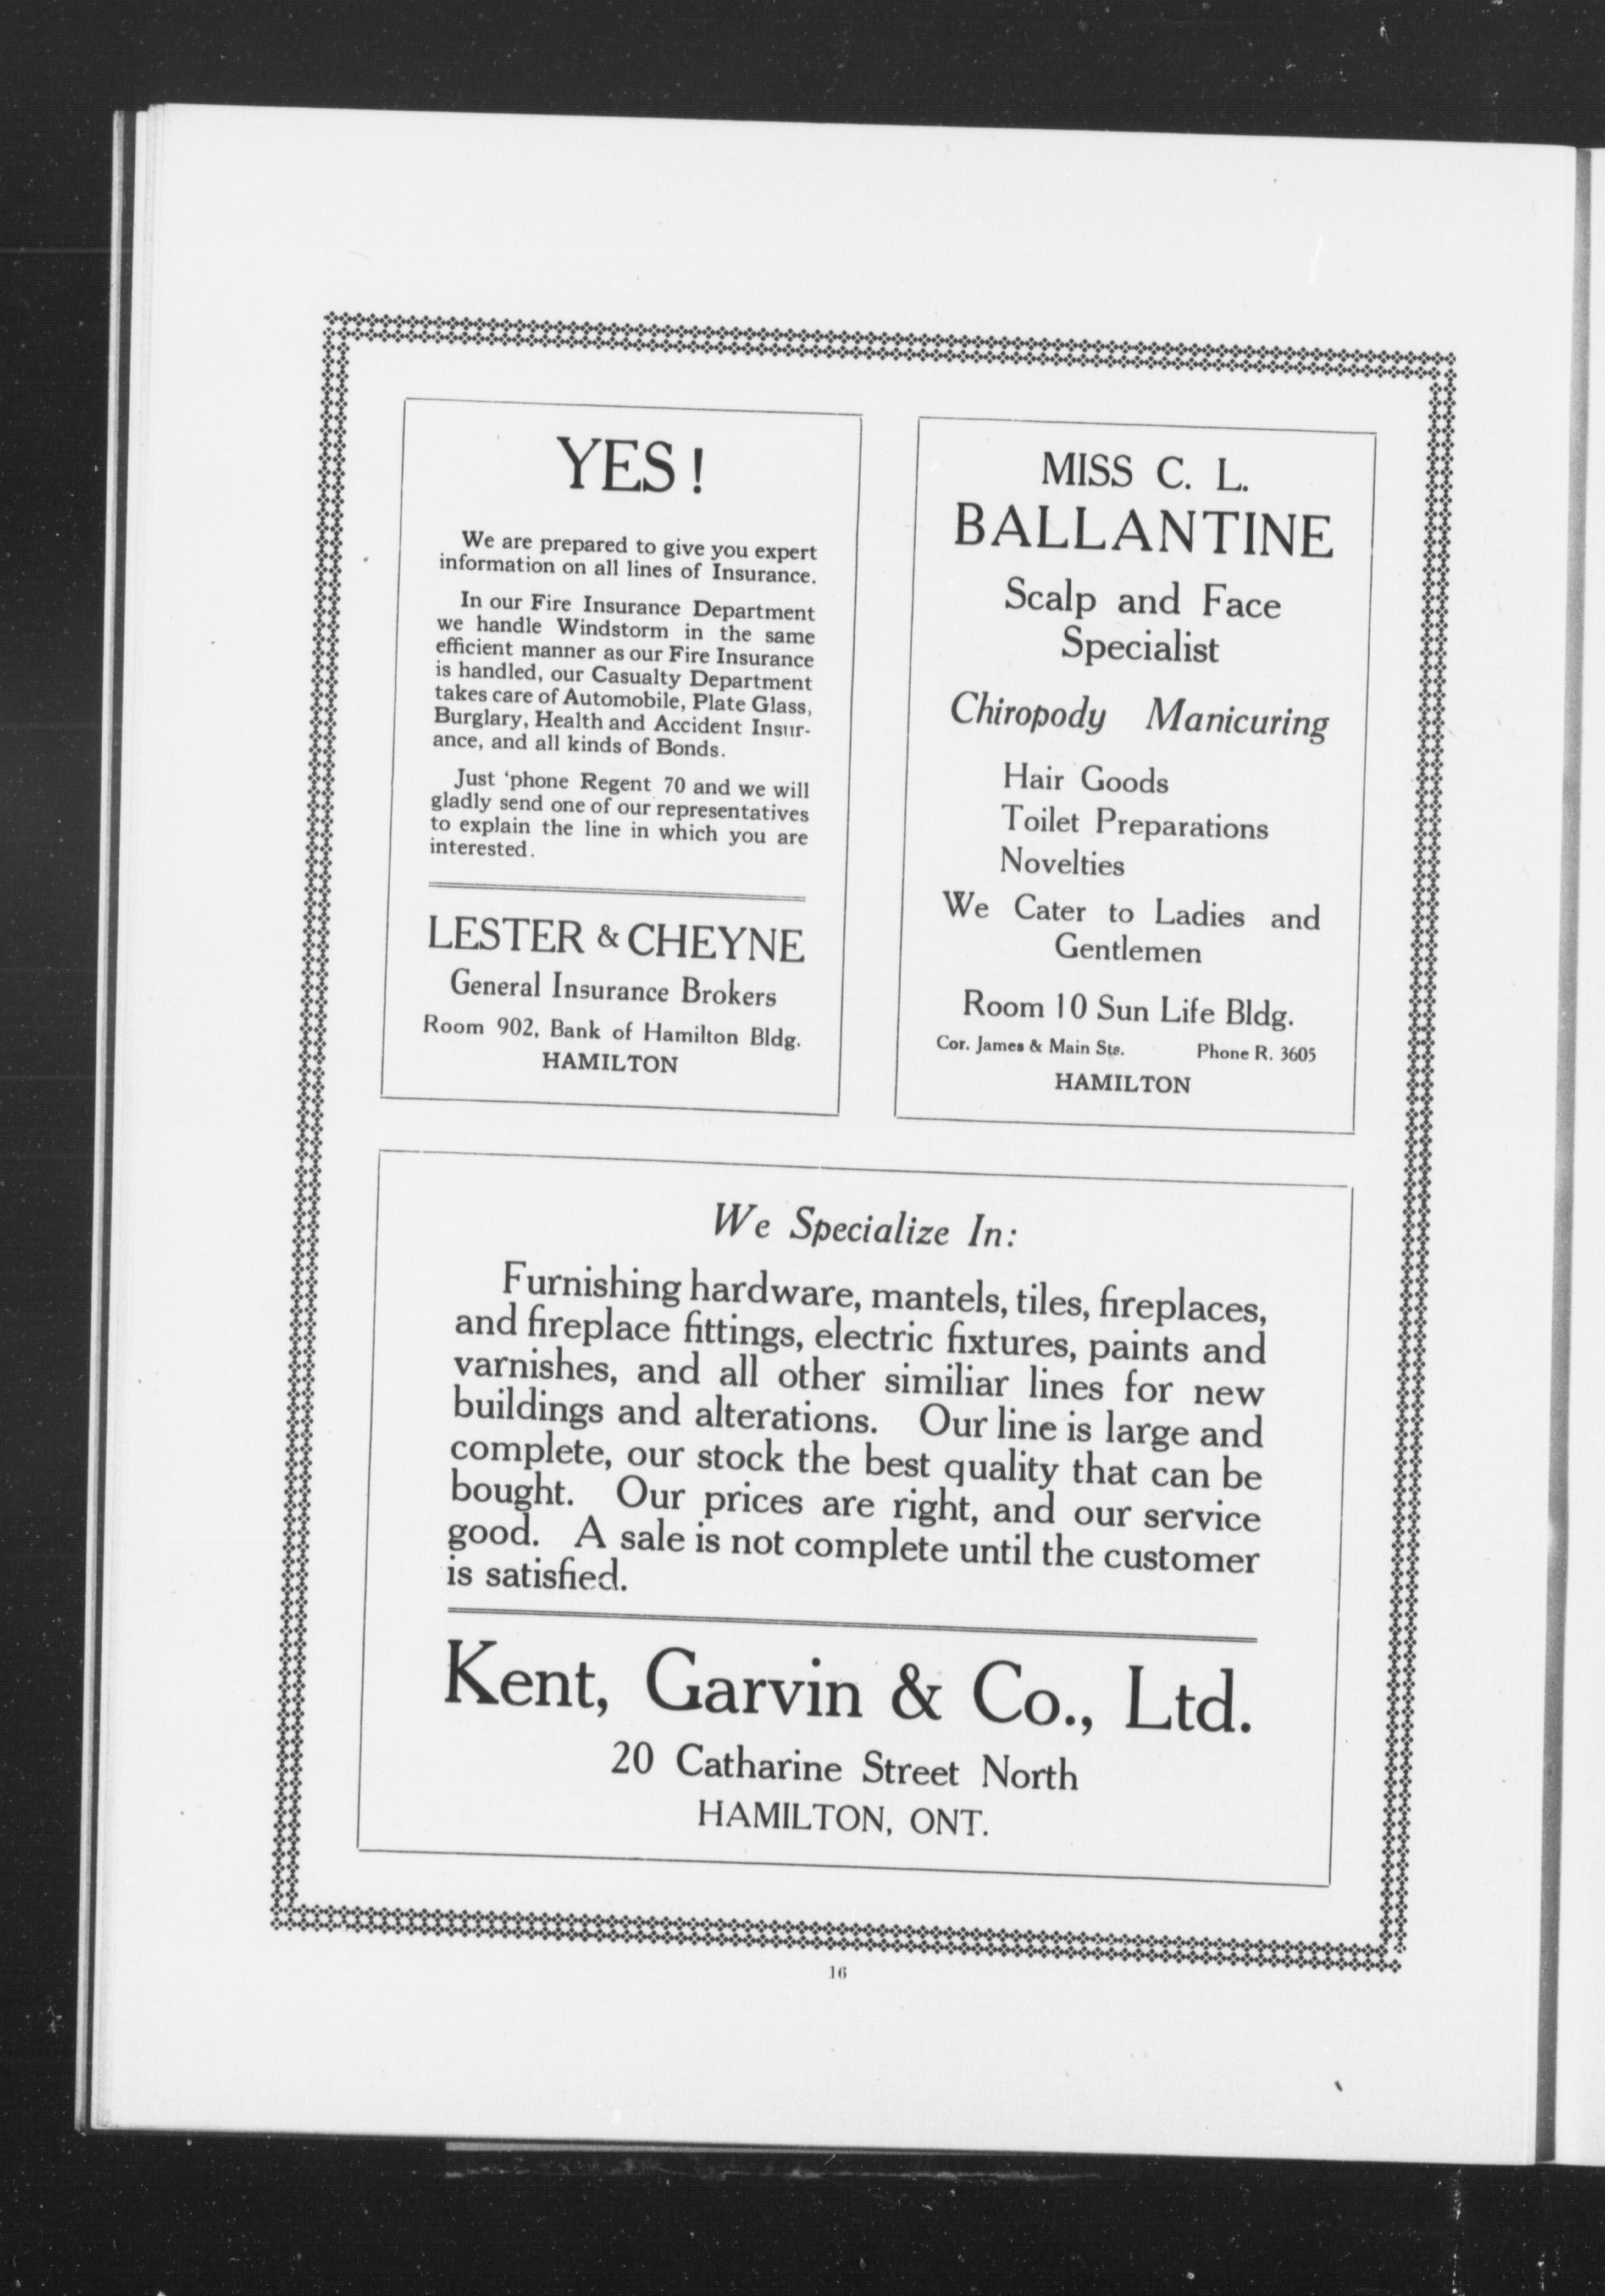 YES!
We are prepared to give you expert
information on all lines of Insurance.
In our Fire Insurance Department
we handle Windstorm in the same
efficient manner as our Fire Insurance
is handled, our Casualty Department
takes care of Automobile, Plate Glass,
Burglary, Health and Accident Insur-
ance, and all kinds of Bonds.
Just 'phone Regent 70 and we will
gladly send one of our representatives
to explain the line in which you are
interested.
LESTER & CHEYNE
General Insurance Brokers
Room 902, Bank of Hamilton Bldg.
HAMILTON
MISS C. L.
BALLANTINE
Scalp and Face
Specialist
Chiropody Manicuring
Hair Goods
Toilet Preparations
Novelties
We Cater to Ladies and
Gentlemen
Room 10 Sun Life Bldg.
Cor. James & Main Sts. Phone R. 3605
HAMILTON
We Specialize In:
Furnishing hardware, mantels, tiles, fireplaces,
and fireplace fittings, electric fixtures, paints and
varnishes, and all other similiar lines for new
buildings and alterations. Our line is large and
complete, our stock the best quality that can be
bought. Our prices are right, and our service
good. A sale is not complete until the customer
is satisfied.
Kent, Garvin & Co., Ltd.
20 Catharine Street North
HAMILTON, ONT.
16